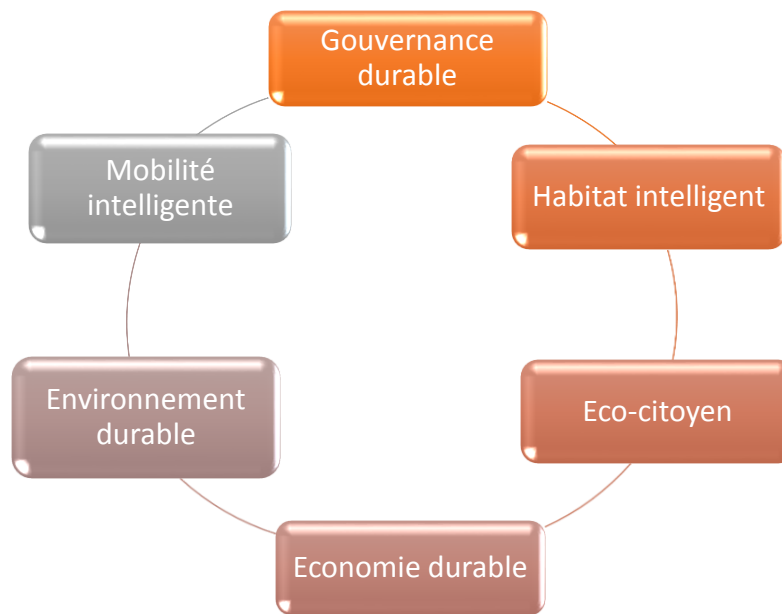 Gouvernance
durable
Habitat intelligent
Eco-citoyen
Economie durable
Environnement
durable
Mobilité
intelligente